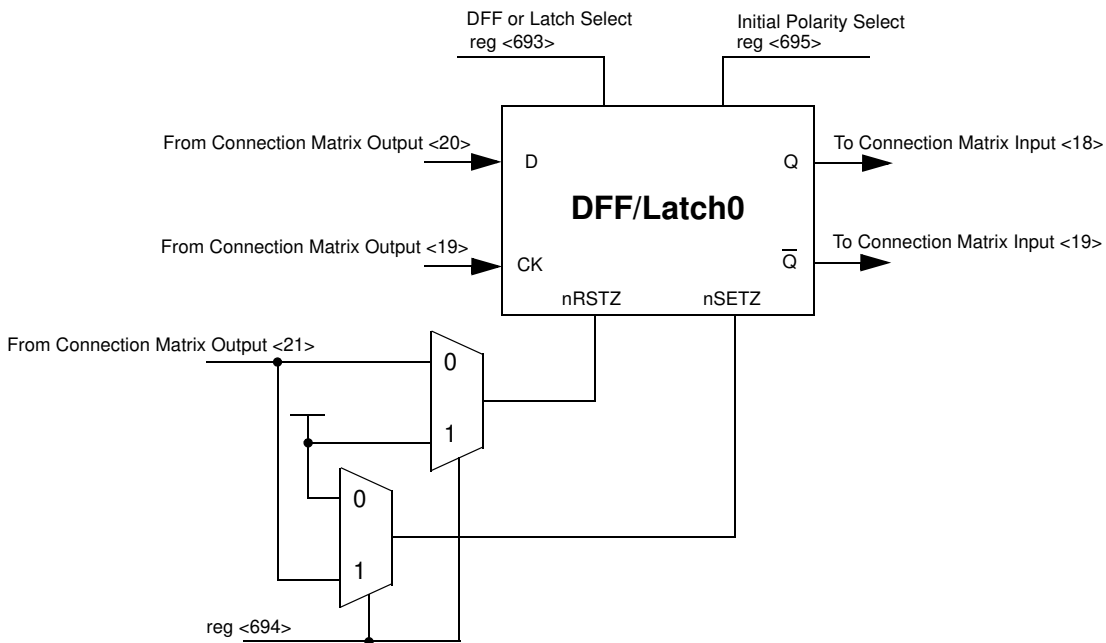 DFF or Latch Select
reg <693>
Initial Polarity Select
reg <695>
From Connection Matrix Output <20>
D
Q
To Connection Matrix Input <18>
DFF/Latch0
From Connection Matrix Output <19>
CK
Q
To Connection Matrix Input <19>
nRSTZ
nSETZ
From Connection Matrix Output <21>
0
1
0
1
reg <694>